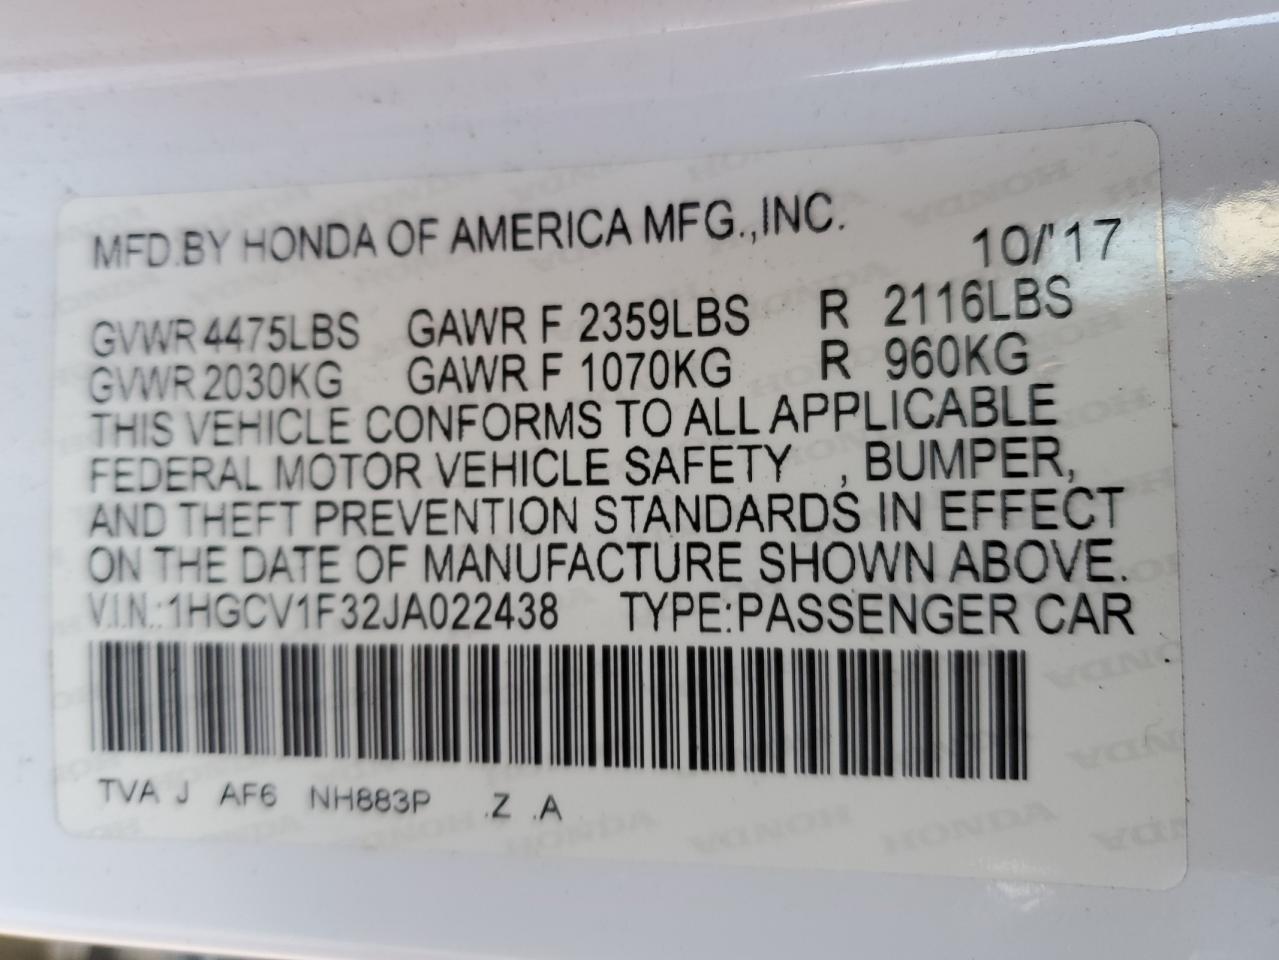 MFD.BY HONDA OF AMERICA MFG.,INC. 10/'17
GVWR 4475LBS GAWR F 2359LBS R 2116LBS
GVWR 2030KG GAWR F 1070KG R 960KG
THIS VEHICLE CONFORMS TO ALL APPLICABLE
FEDERAL MOTOR VEHICLE SAFETY , BUMPER,
AND THEFT PREVENTION STANDARDS IN EFFECT
ON THE DATE OF MANUFACTURE SHOWN ABOVE.
V.I.N.:1HGCV1F32JA022438 TYPE:PASSENGER CAR
TVA J AF6 NH883P .Z .A